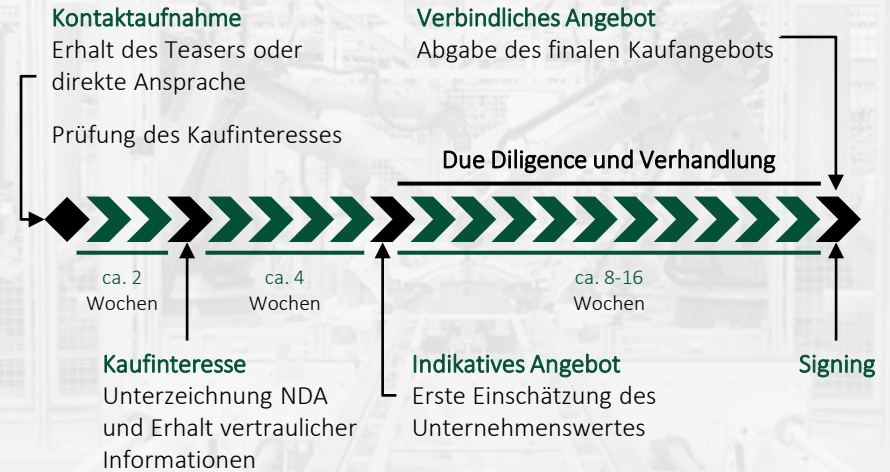 Kontaktaufnahme
Erhalt des Teasers oder
direkte Ansprache
Prüfung des Kaufinteresses
Verbindliches Angebot
Abgabe des finalen Kaufangebots
Due Diligence und Verhandlung
ca. 2
Wochen
ca. 4
Wochen
ca. 8-16
Wochen
Kaufinteresse
Unterzeichnung NDA
und Erhalt vertraulicher
Informationen
Indikatives Angebot
Erste Einschätzung des
Unternehmenswertes
Signing